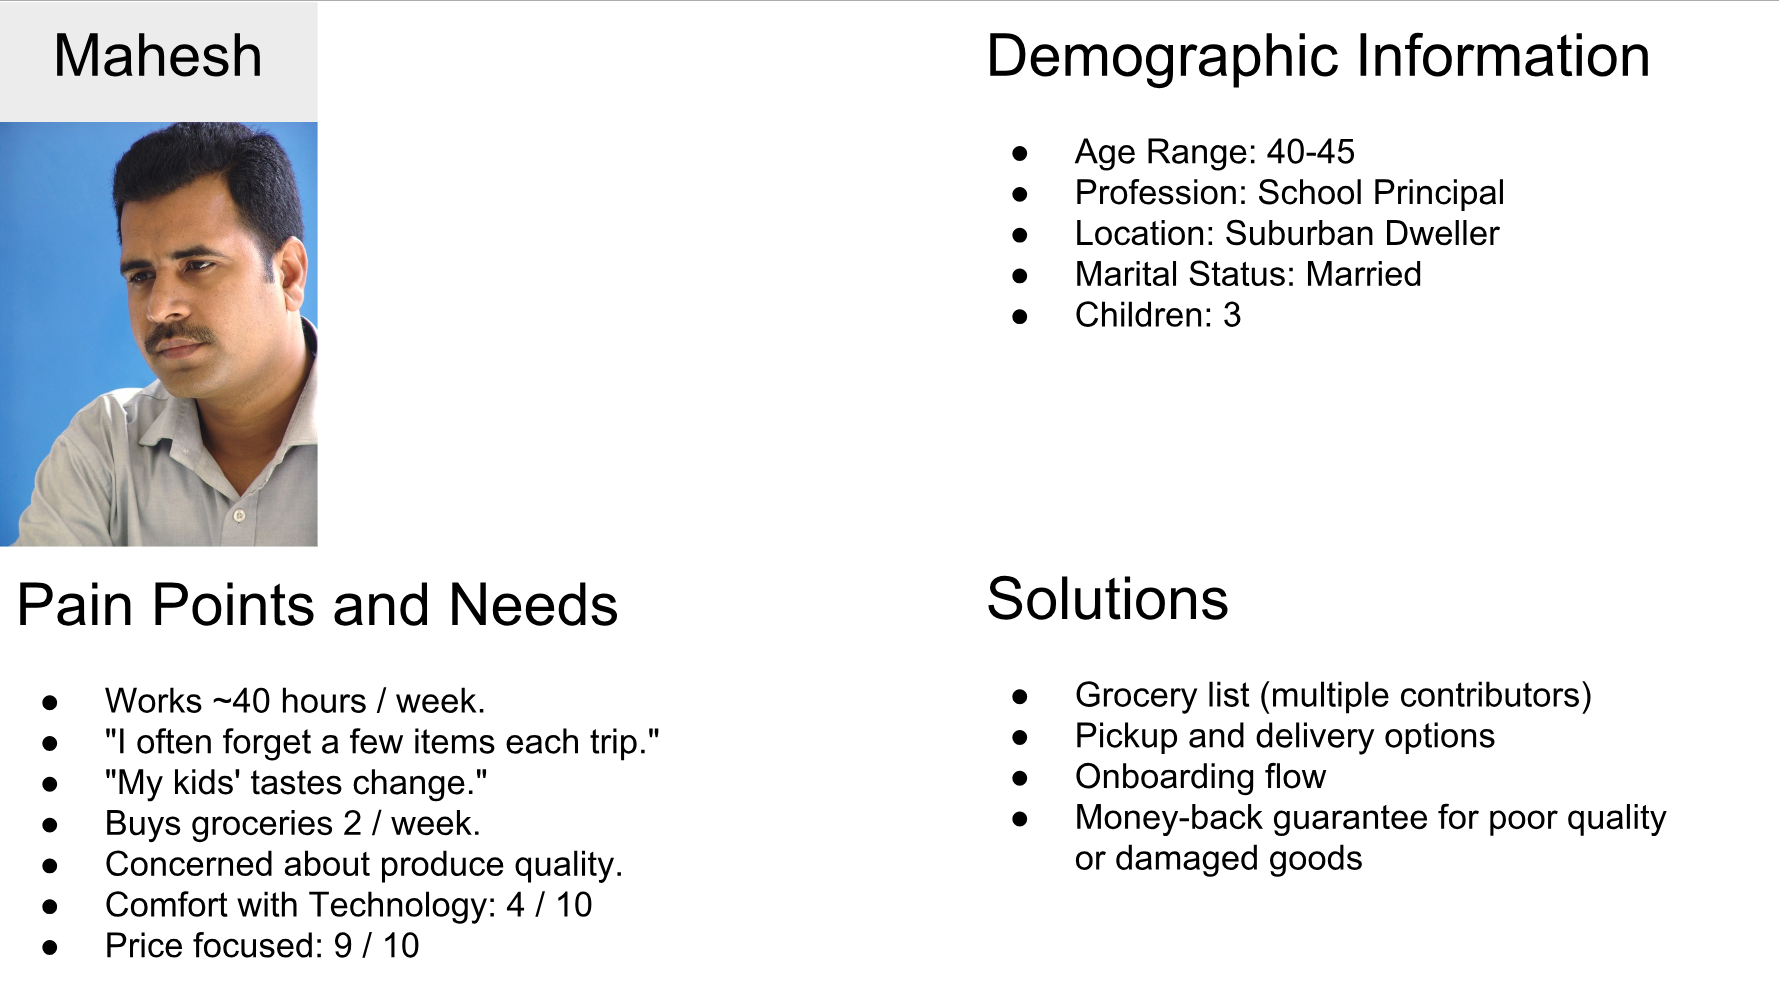 Mahesh
Demographic Information
● Age Range: 40-45
● Profession: School Principal
● Location: Suburban Dweller
● Marital Status: Married
● Children: 3
Pain Points and Needs
● Works ~40 hours / week.
● "I often forget a few items each trip."
● "My kids' tastes change."
● Buys groceries 2 / week.
● Concerned about produce quality.
● Comfort with Technology: 4 / 10
● Price focused: 9 / 10
Solutions
● Grocery list (multiple contributors)
● Pickup and delivery options
● Onboarding flow
● Money-back guarantee for poor quality
or damaged goods